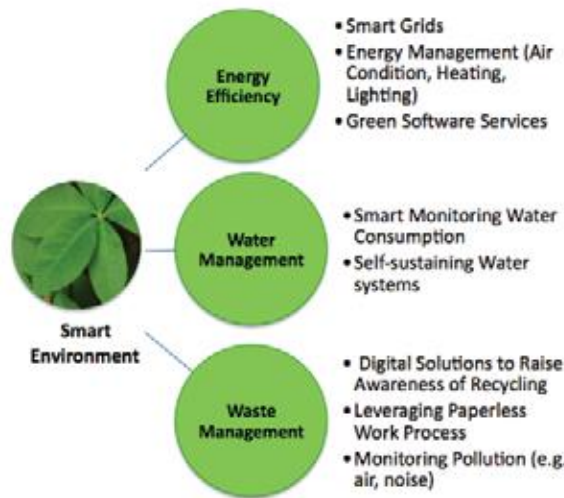 Smart Environment
Energy Efficiency
• Smart Grids
• Energy Management (Air
Condition, Heating,
Lighting)
• Green Software Services
Water
Management
• Smart Monitoring Water
Consumption
• Self-sustaining Water
systems
Waste
Management
• Digital Solutions to Raise
Awareness of Recycling
• Leveraging Paperless
Work Process
• Monitoring Pollution (e.g.
air, noise)